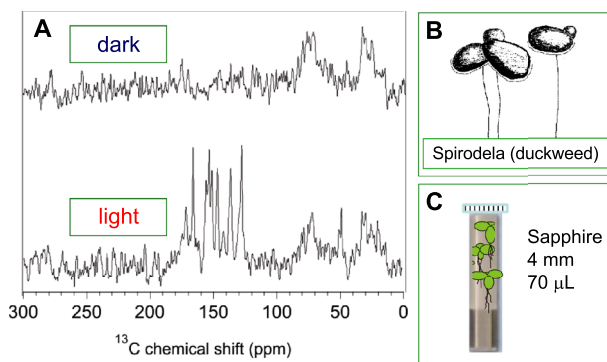 A
dark
light
300
250
200
150
100
50
0
13C chemical shift (ppm)
B
Spirodela (duckweed)
C
Sapphire
4 mm
70 μL